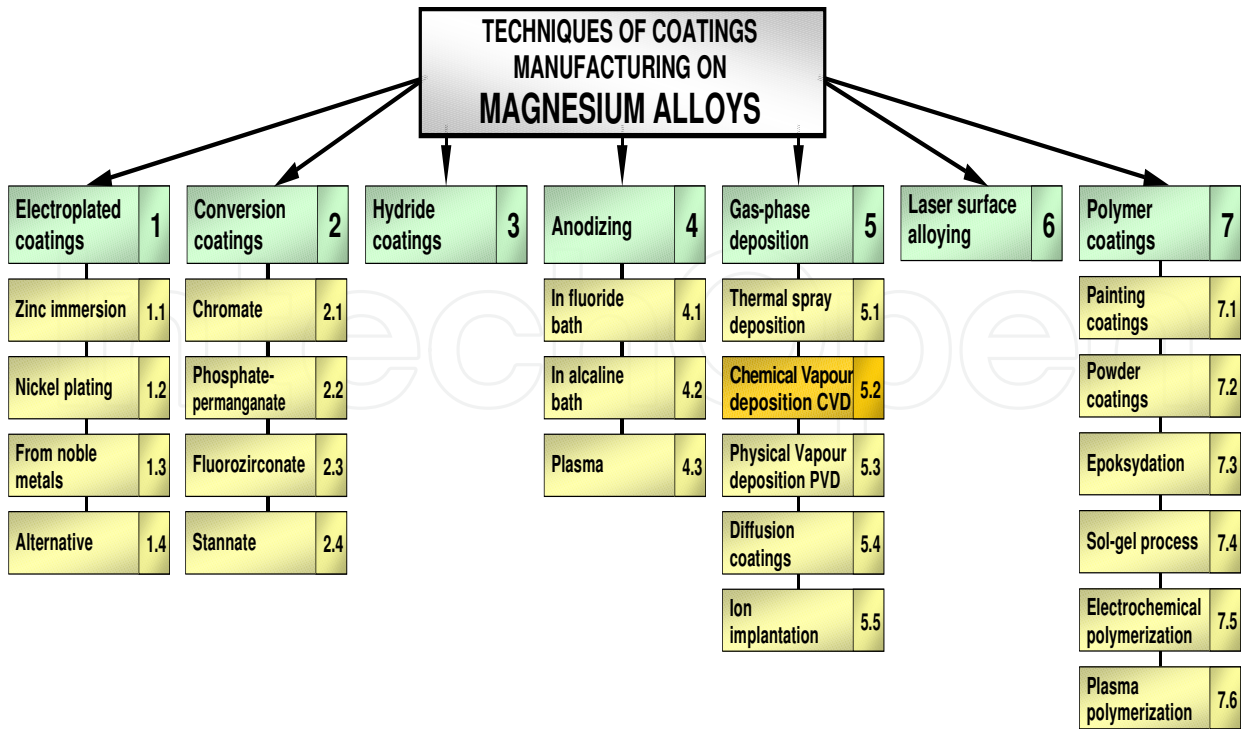 TECHNIQUES OF COATINGS
MANUFACTURING ON
MAGNESIUM ALLOYS
Electroplated
coatings
1
Zinc immersion 1.1
Nickel plating 1.2
From noble
metals
1.3
Alternative 1.4
Conversion
coatings
2
Chromate 2.1
Phosphate-
permanganate
2.2
Fluorozirconate 2.3
Stannate 2.4
Hydride
coatings
3
Anodizing 4
In fluoride
bath
4.1
In alcaline
bath
4.2
Plasma 4.3
Gas-phase
deposition
5
Thermal spray
deposition
5.1
Chemical Vapour
deposition CVD
5.2
Physical Vapour
deposition PVD
5.3
Diffusion
coatings
5.4
Ion
implantation
5.5
Laser surface
alloying
6
Polymer
coatings
7
Painting
coatings
7.1
Powder
coatings
7.2
Epoksydation 7.3
Sol-gel process 7.4
Electrochemical
polymerization
7.5
Plasma
polymerization
7.6
IntechOpen